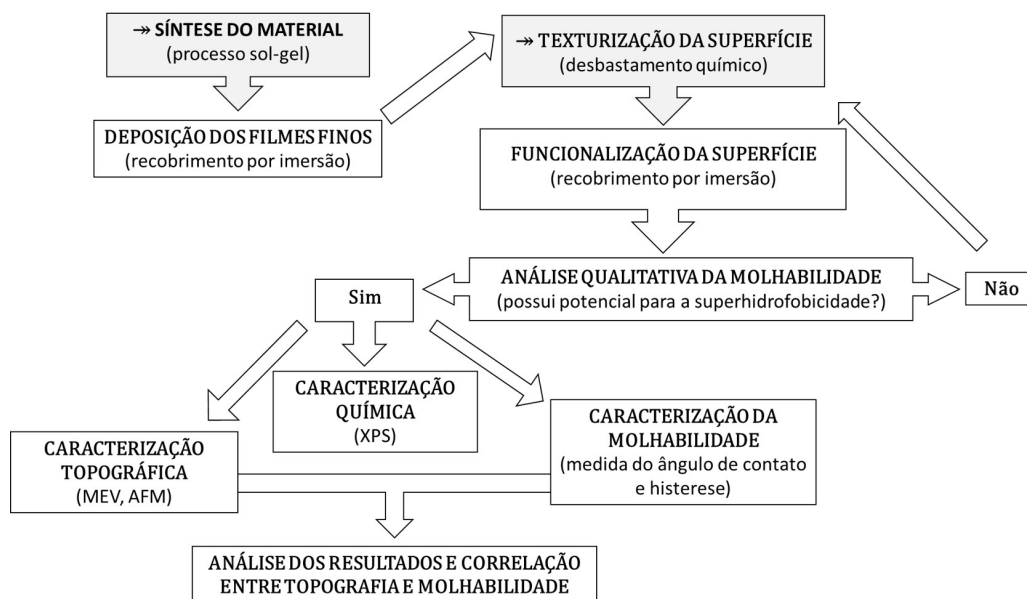 ↠ SÍNTESE DO MATERIAL
(processo sol-gel)
DEPOSIÇÃO DOS FILMES FINOS
(recobrimento por imersão)
↠ TEXTURIZAÇÃO DA SUPERFÍCIE
(desbastamento químico)
FUNCIONALIZAÇÃO DA SUPERFÍCIE
(recobrimento por imersão)
ANÁLISE QUALITATIVA DA MOLHABILIDADE
(possui potencial para a superhidrofobicidade?)
Não
Sim
CARACTERIZAÇÃO
QUÍMICA
(XPS)
CARACTERIZAÇÃO
TOPOGRÁFICA
(MEV, AFM)
CARACTERIZAÇÃO DA
MOLHABILIDADE
(medida do ângulo de contato
e histerese)
ANÁLISE DOS RESULTADOS E CORRELAÇÃO
ENTRE TOPOGRAFIA E MOLHABILIDADE